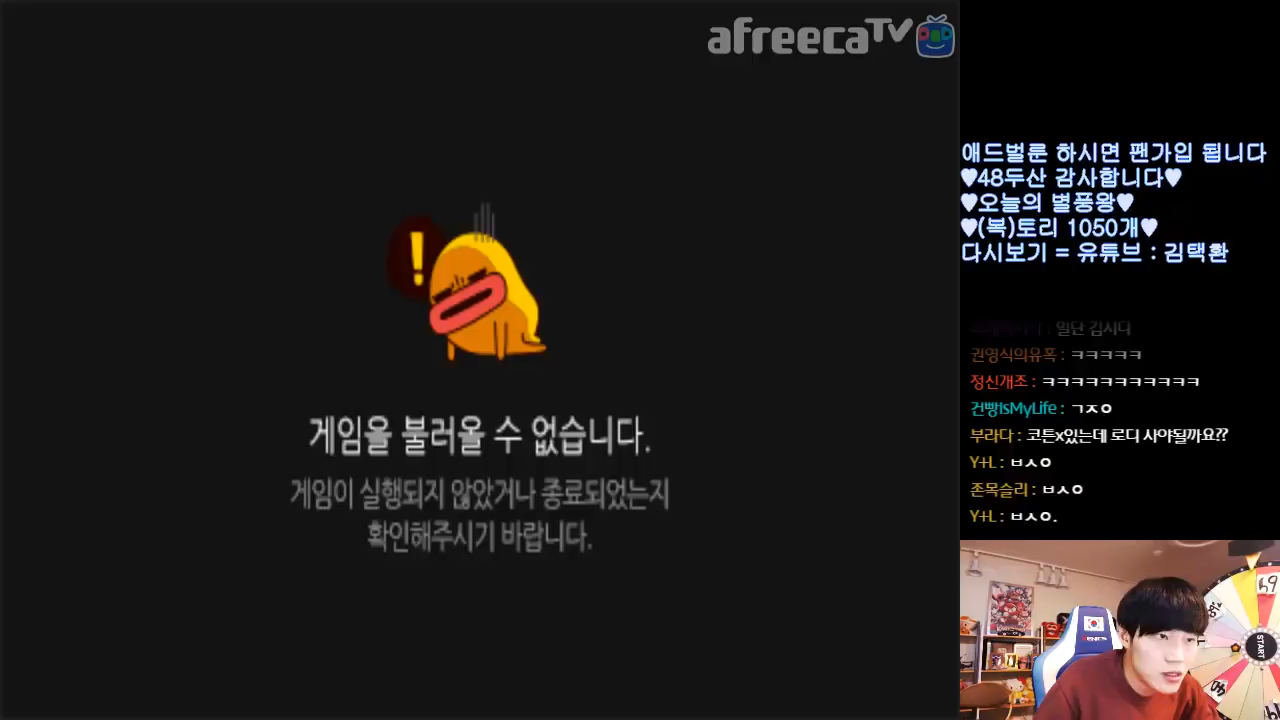 afreecaTV
!
게임을 불러올 수 없습니다.
게임이 실행되지 않았거나 종료되었는지
확인해주시기 바랍니다.
애드벌룬 하시면 팬가입 됩니다
♥48두산 감사합니다♥
♥오늘의 별풍왕♥
♥(복)토리 1050개♥
다시보기 = 유튜브 : 김택환
: 일단 김시다
권영식의유혹 : ㅋㅋㅋㅋㅋ
정신개조 : ㅋㅋㅋㅋㅋㅋㅋㅋㅋㅋㅋ
건빵IsMyLife : ㄱㅈㅇ
부라다 : 코튼x있는데 로디 사야될까요??
Y+L : ㅂㅅㅇ
존목슬리 : ㅂㅅㅇ
Y+L : ㅂㅅㅇ.
START